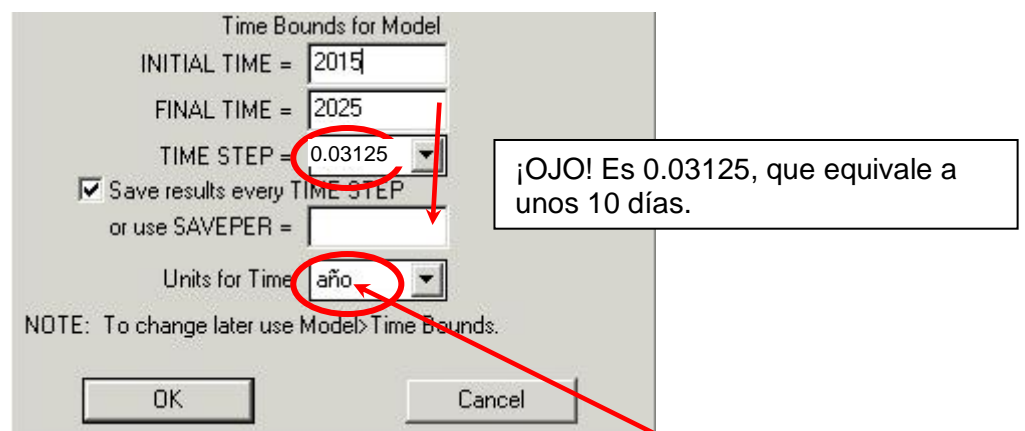 Time Bounds for Model
INITIAL TIME = 2015
FINAL TIME = 2025
TIME STEP = 0.03125
Save results every TIME STEP
or use SAVEPER =
Units for Time año
NOTE: To change later use Model>Time Bounds.
OK Cancel
¡OJO! Es 0.03125, que equivale a
unos 10 días.